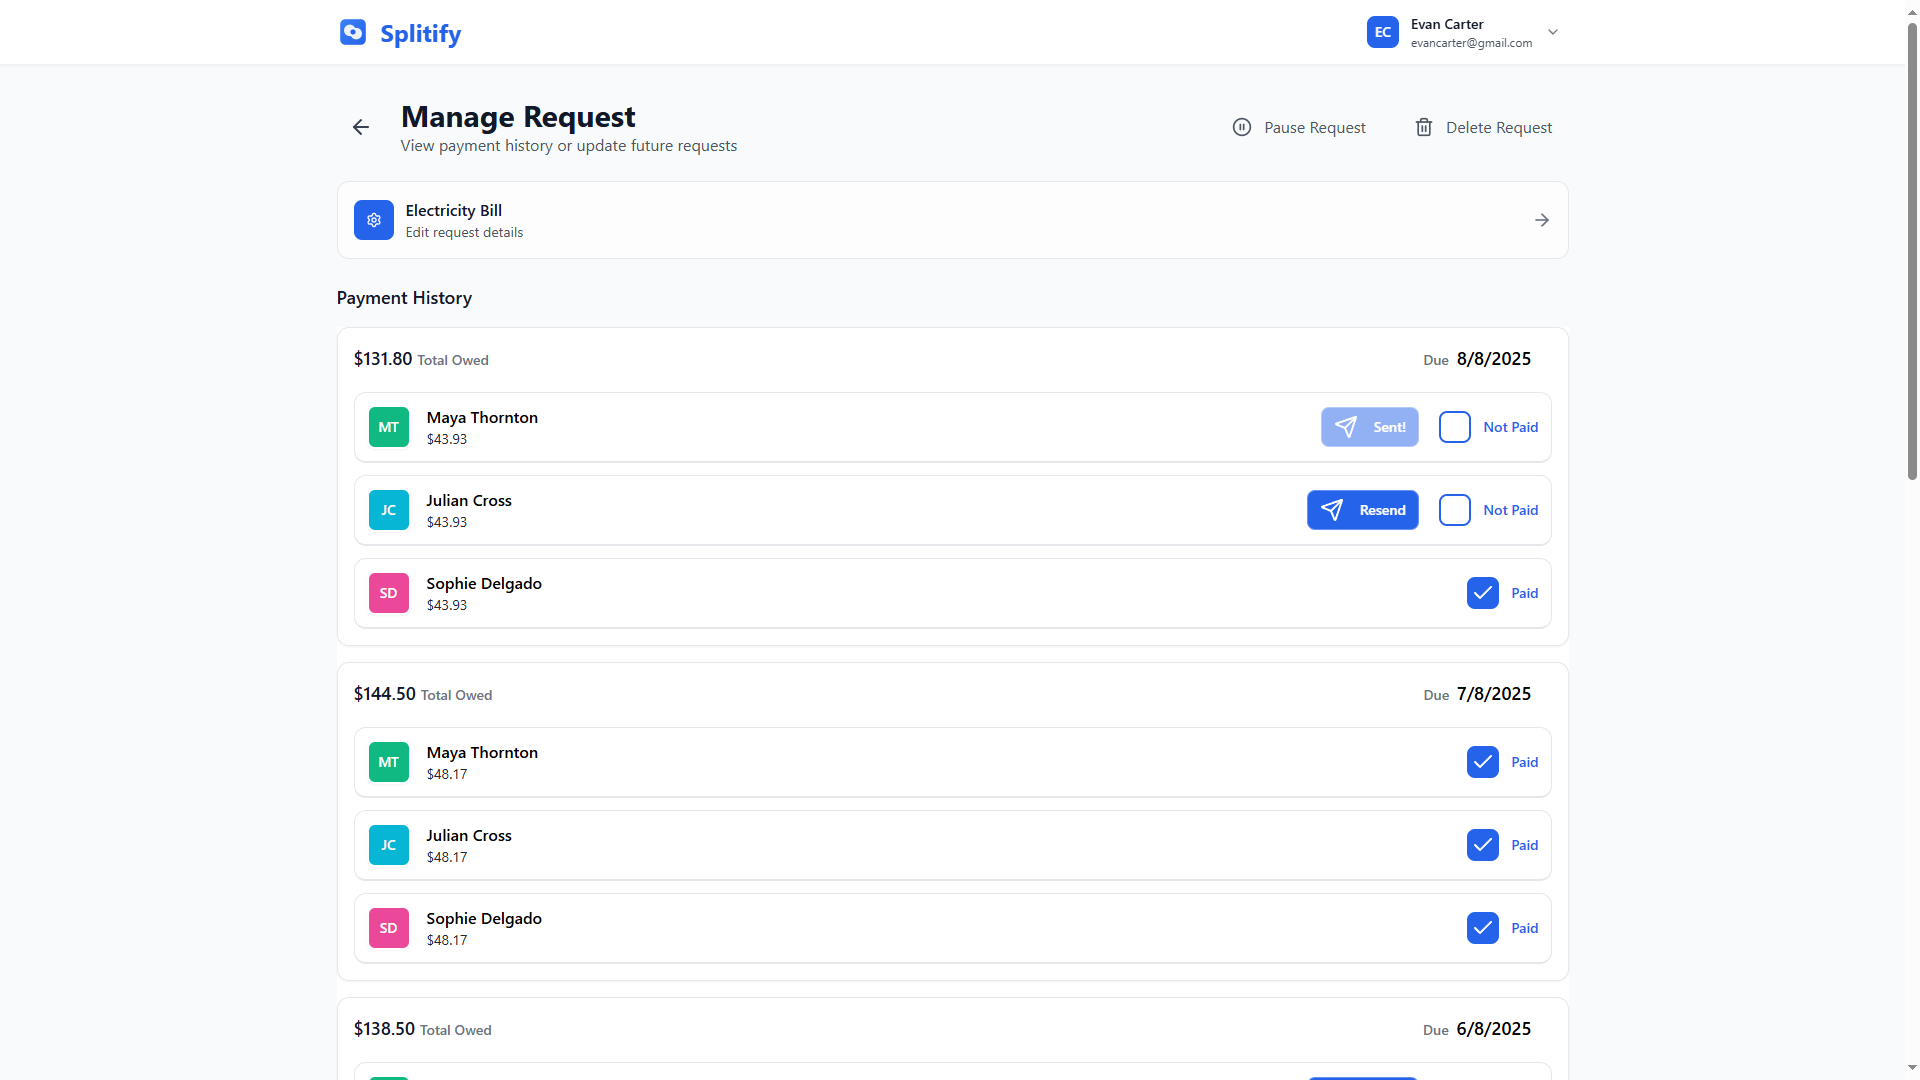 Splitify
EC
Evan Carter
evancarter@gmail.com
Manage Request
View payment history or update future requests
Pause Request
Delete Request
Electricity Bill
Edit request details
Payment History
$131.80 Total Owed
Due 8/8/2025
MT
Maya Thornton
$43.93
Sent!
Not Paid
JC
Julian Cross
$43.93
Resend
Not Paid
SD
Sophie Delgado
$43.93
Paid
$144.50 Total Owed
Due 7/8/2025
MT
Maya Thornton
$48.17
Paid
JC
Julian Cross
$48.17
Paid
SD
Sophie Delgado
$48.17
Paid
$138.50 Total Owed
Due 6/8/2025